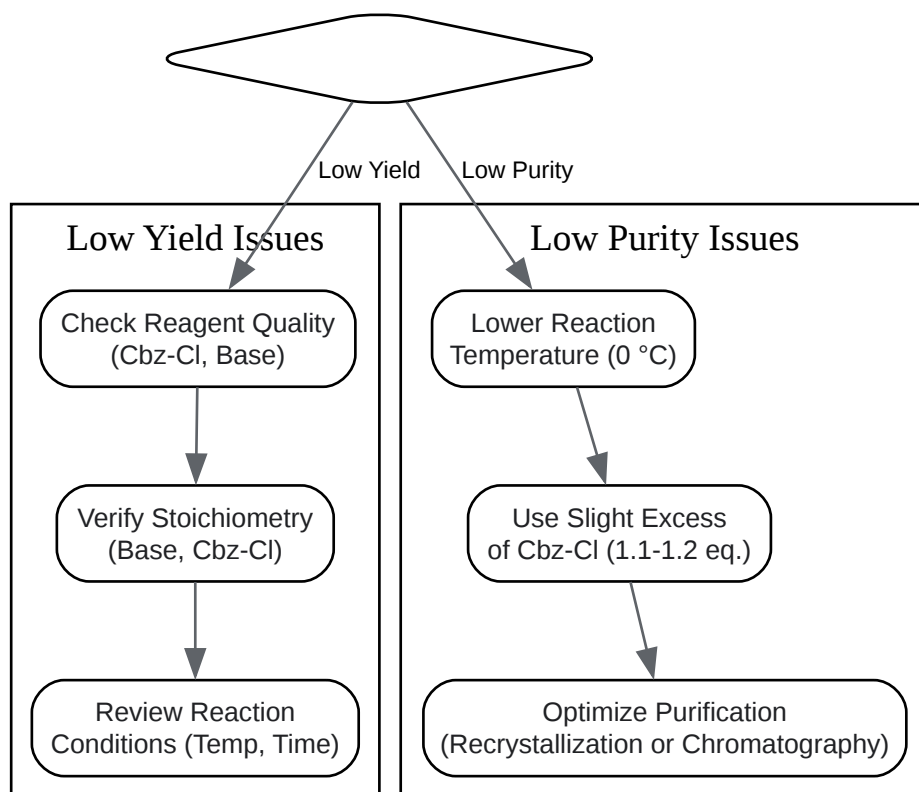 Low Yield
Low Purity
Low Yield Issues
Check Reagent Quality
(Cbz-Cl, Base)
Verify Stoichiometry
(Base, Cbz-Cl)
Review Reaction
Conditions (Temp, Time)
Low Purity Issues
Lower Reaction
Temperature (0 °C)
Use Slight Excess
of Cbz-Cl (1.1-1.2 eq.)
Optimize Purification
(Recrystallization or Chromatography)